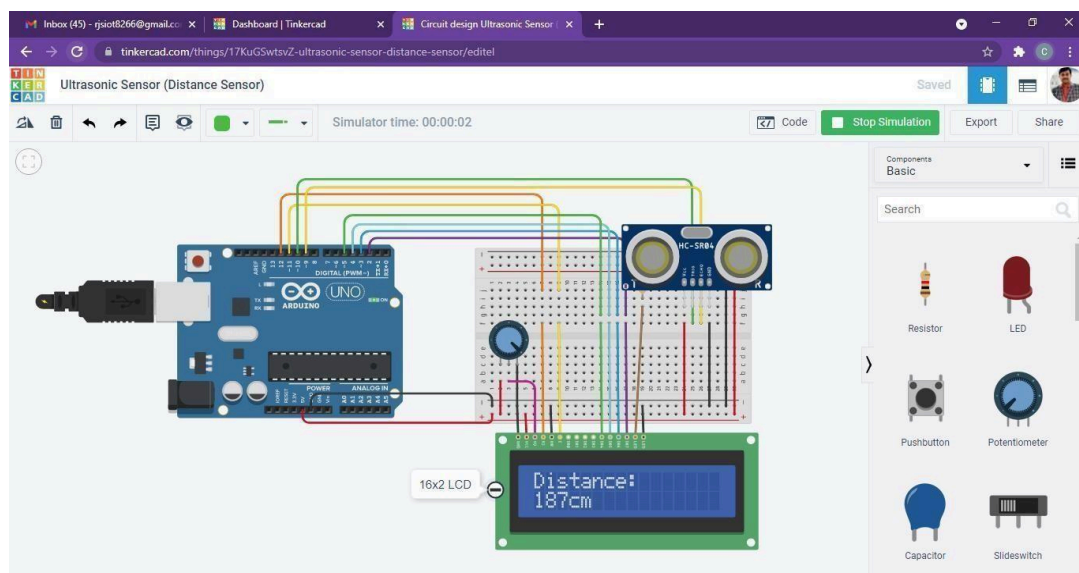 Inbox (45) - rjsiot8266@gmail.co
Dashboard | Tinkercad
Circuit design Ultrasonic Sensor
tinkercad.com/things/17KuGSwtsvZ-ultrasonic-sensor-distance-sensor/editel
C
TIN
KER
CAD
Ultrasonic Sensor (Distance Sensor)
Saved
Simulator time: 00:00:02
Code
Stop Simulation
Export
Share
Components
Basic
Search
HC-SR04
DIGITAL (PWM~)
UNO
ARDUINO
ON
L
TX
RX
POWER
ANALOG IN
Resistor
LED
Pushbutton
Potentiometer
16x2 LCD
Distance:
187cm
Capacitor
Slideswitch